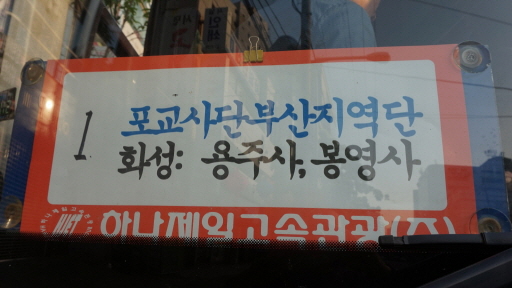 1 포교사단부산지역단
화성: 용주사, 봉영사
하나제일고속관광(주)